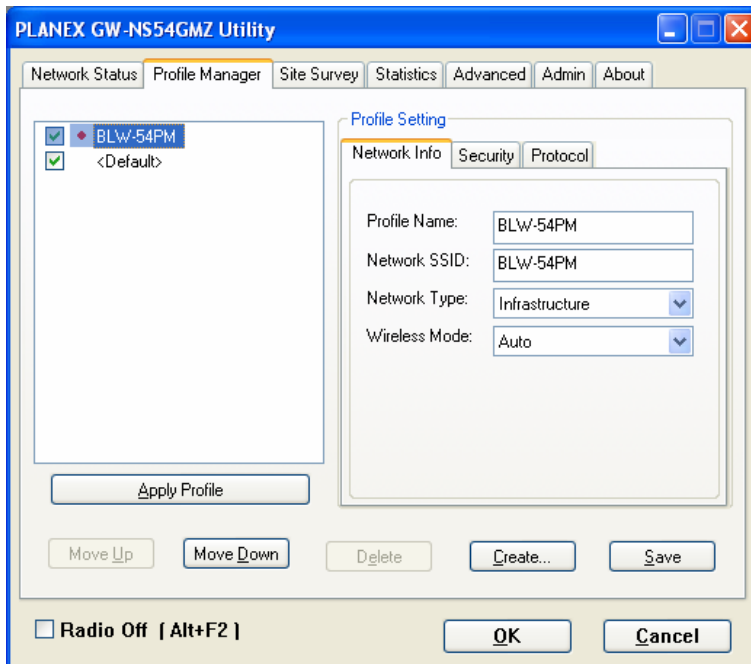 PLANEX GW-NS54GMZ Utility
Network Status Profile Manager Site Survey Statistics Advanced Admin About
BLW-54PM
<Default>
Apply Profile
Profile Setting
Network Info Security Protocol
Profile Name: BLW-54PM
Network SSID: BLW-54PM
Network Type: Infrastructure
Wireless Mode: Auto
Move Up Move Down Delete Create... Save
Radio Off ( Alt+F2 )
OK Cancel